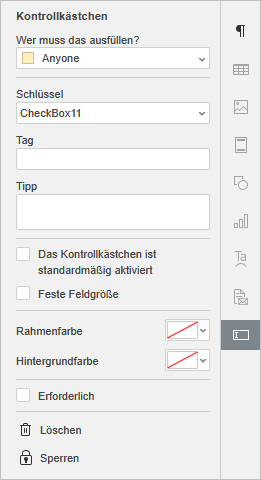 Kontrollkästchen
Wer muss das ausfüllen?
Anyone
Schlüssel
CheckBox11
Tag
Tipp
Das Kontrollkästchen ist
standardmäßig aktiviert
Feste Feldgröße
Rahmenfarbe
Hintergrundfarbe
Erforderlich
Löschen
Sperren
Ta